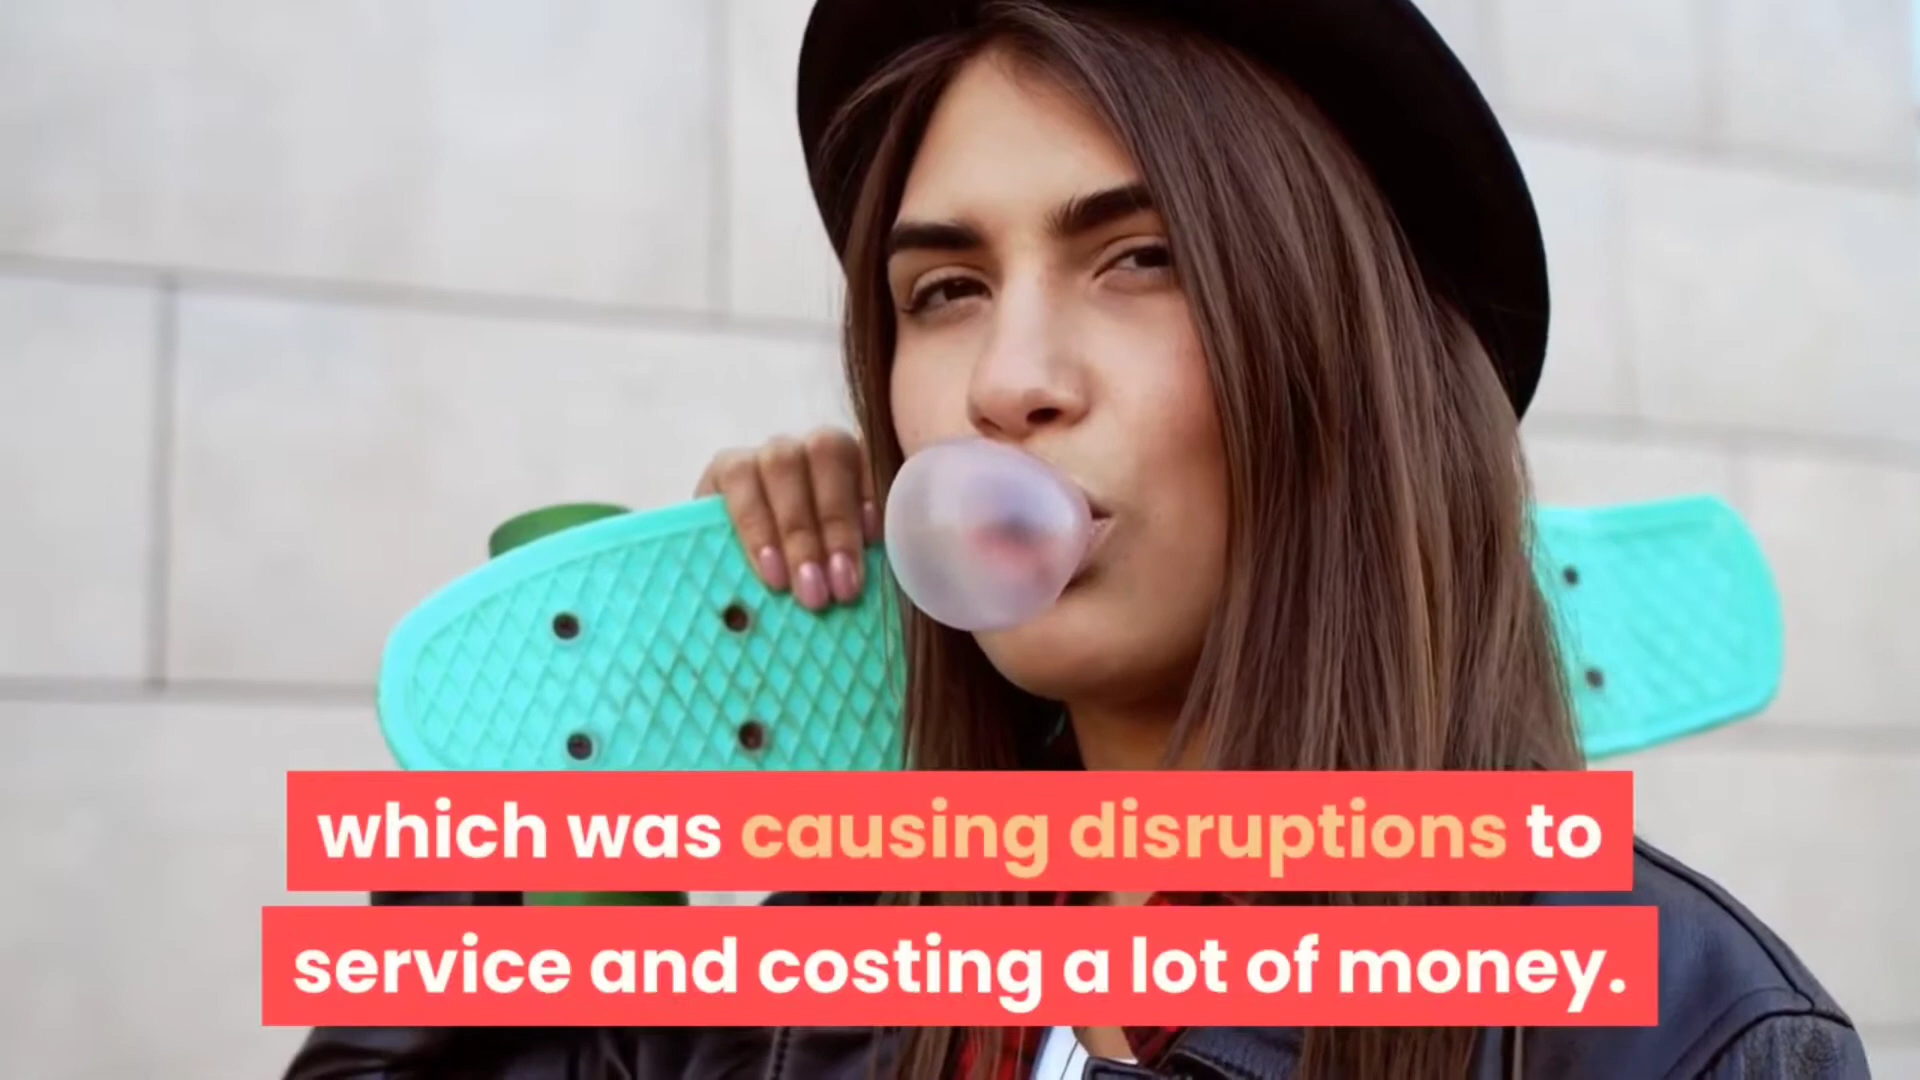 which was causing disruptions to
service and costing a lot of money.